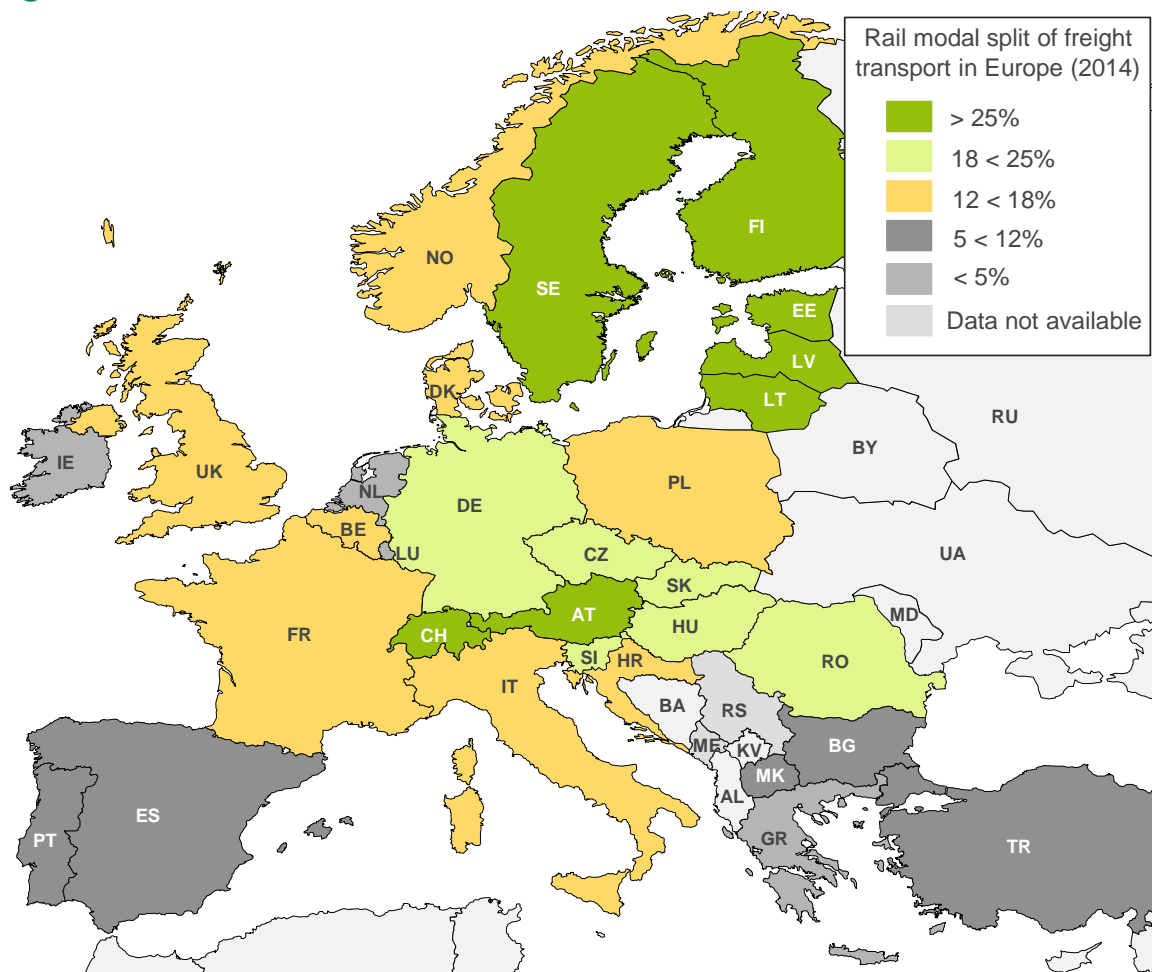 Rail modal split of freight
transport in Europe (2014)
> 25%
18 < 25%
12 < 18%
5 < 12%
< 5%
Data not available
NO
SE
FI
EE
LV
LT
DK
RU
BY
IE
UK
NL
DE
PL
BE
LU
CZ
UA
SK
AT
MD
FR
CH
HU
SI
HR
RO
IT
BA
RS
ME
KV
BG
MK
AL
ES
PT
GR
TR